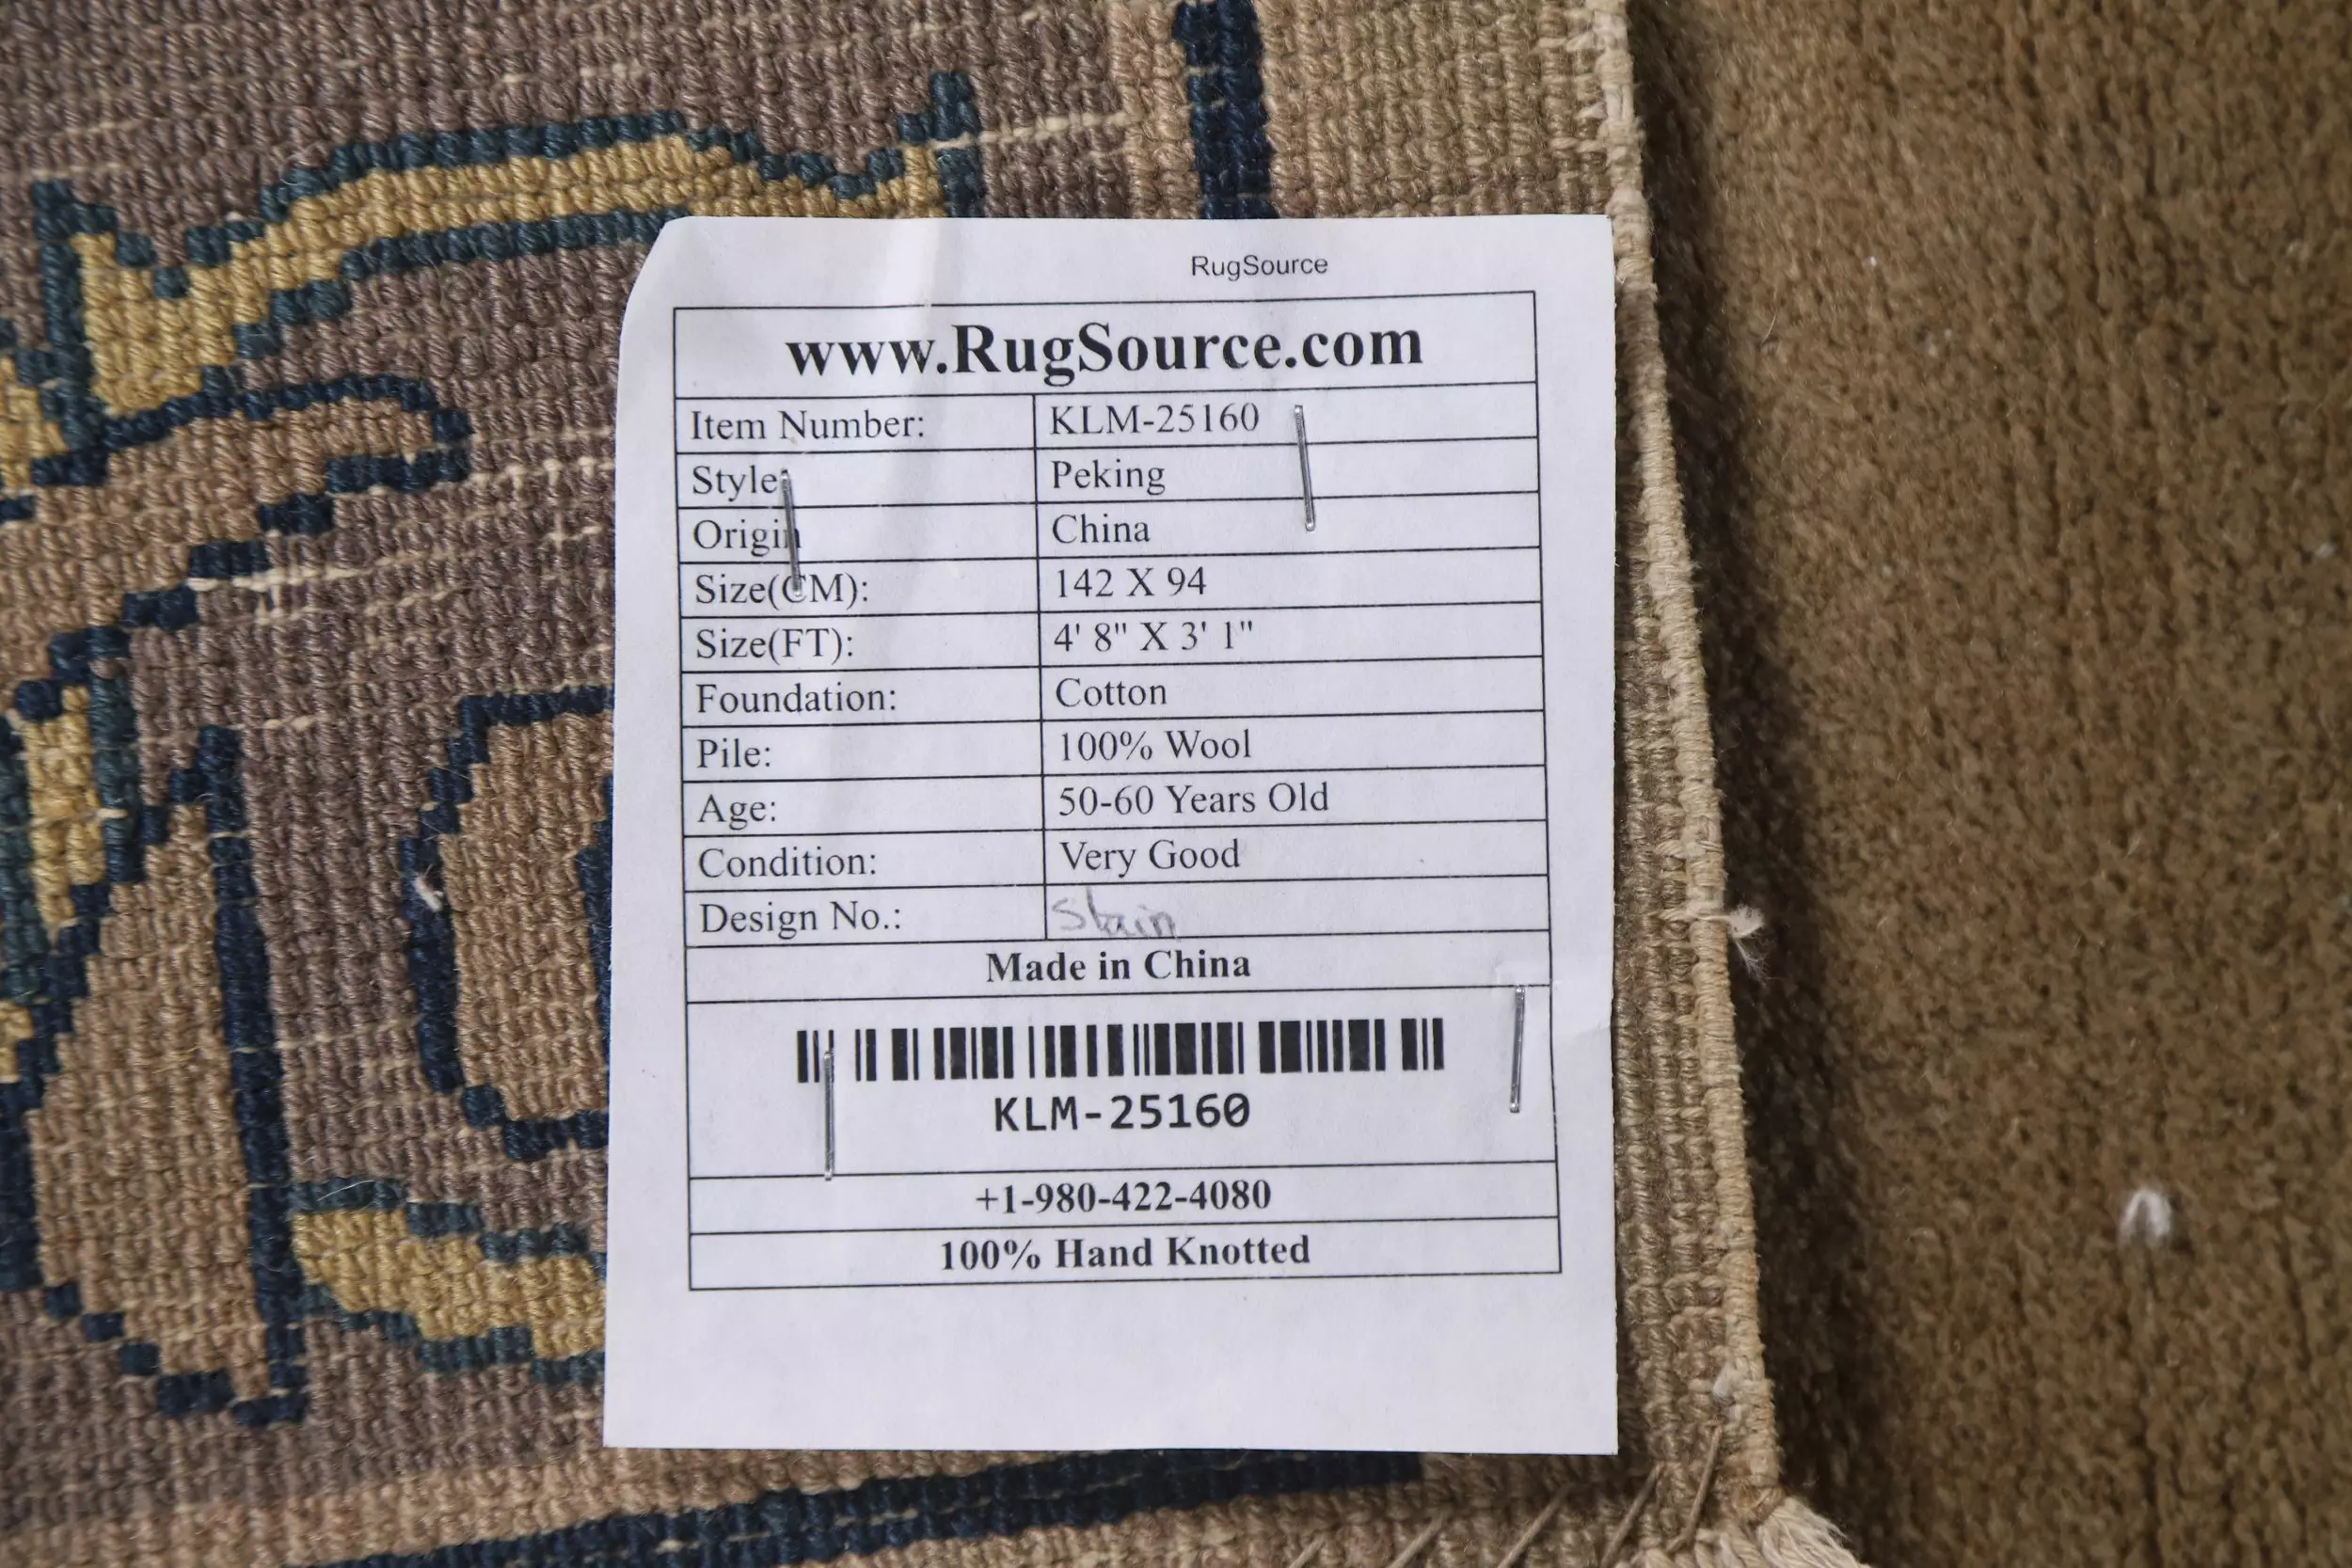 RugSource
www.RugSource.com
Item Number: KLM-25160
Style: Peking
Origin China
Size(CM): 142 X 94
Size(FT): 4' 8" X 3' 1"
Foundation: Cotton
Pile: 100% Wool
Age: 50-60 Years Old
Condition: Very Good
Design No.: Stain
Made in China
KLM-25160
+1-980-422-4080
100% Hand Knotted